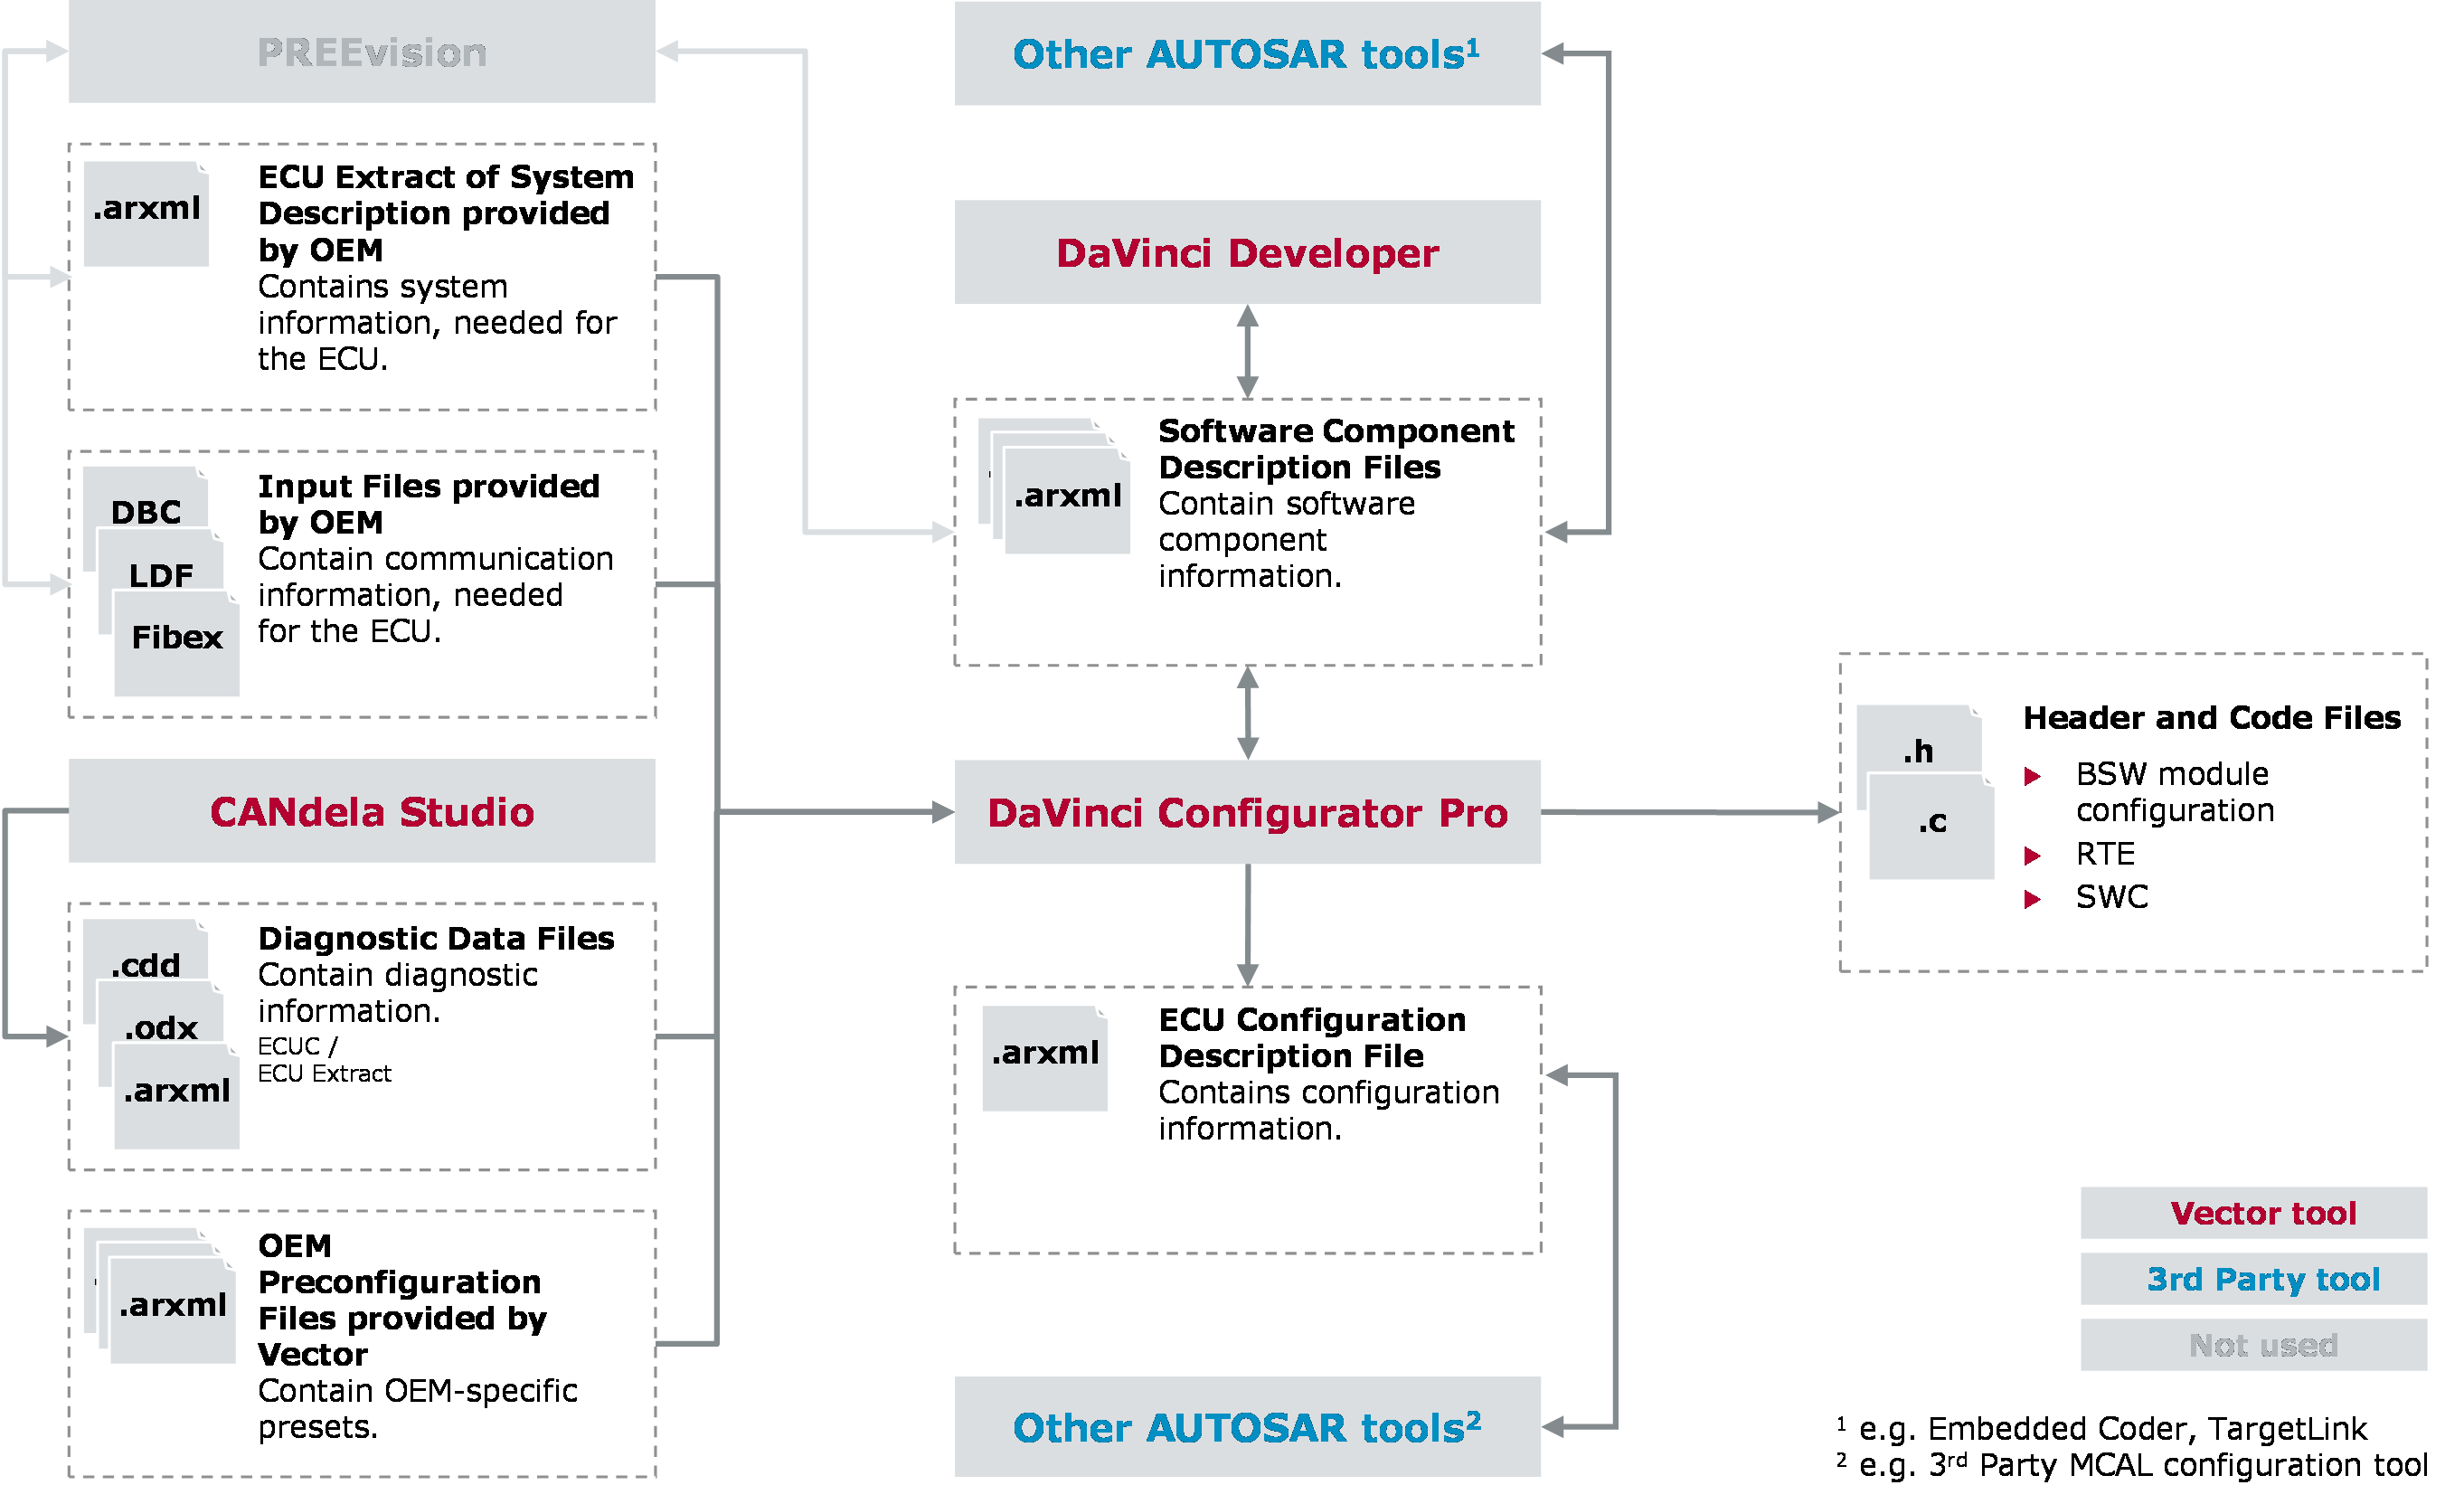 PREEvision
.arxml
ECU Extract of System
Description provided
by OEM
Contains system
information, needed for
the ECU.
DBC
LDF
Fibex
Input Files provided
by OEM
Contain communication
information, needed
for the ECU.
CANdela Studio
.cdd
.odx
.arxml
Diagnostic Data Files
Contain diagnostic
information.
ECUC /
ECU Extract
.arxml
OEM
Preconfiguration
Files provided by
Vector
Contain OEM-specific
presets.
Other AUTOSAR tools¹
DaVinci Developer
.arxml
Software Component
Description Files
Contain software
component
information.
DaVinci Configurator Pro
.arxml
ECU Configuration
Description File
Contains configuration
information.
Other AUTOSAR tools²
.h
.c
Header and Code Files
BSW module
configuration
RTE
SWC
Vector tool
3rd Party tool
Not used
¹ e.g. Embedded Coder, TargetLink
² e.g. 3rd Party MCAL configuration tool